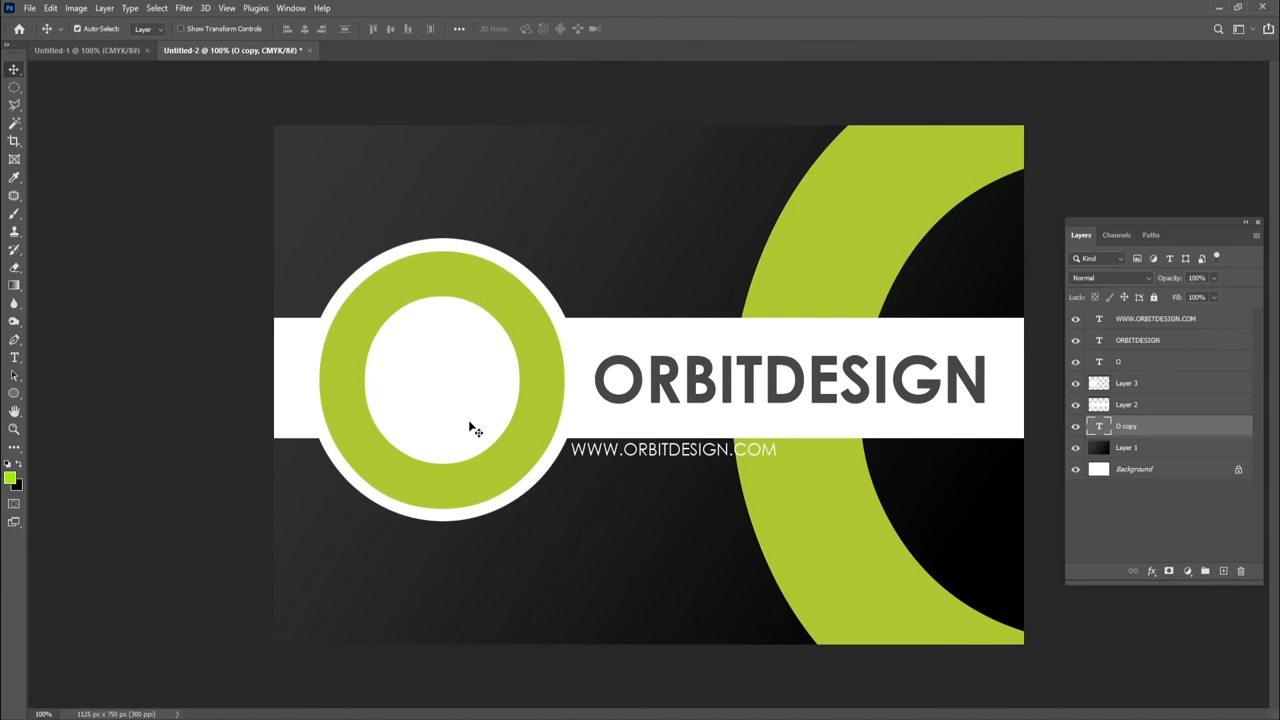 Ps File Edit Image Layer Type Select Filter 3D View Plugins Window Help
Auto-Select: Layer Show Transform Controls 3D Mode:
Untitled-1 @ 100% (CMYK/8#) × Untitled-2 @ 100% (O copy, CMYK/8#) * ×
ORBITDESIGN
WWW.ORBITDESIGN.COM
Layers Channels Paths
Kind
Normal Opacity: 100%
Lock: Fill: 100%
T WWW.ORBITDESIGN.COM
T ORBITDESIGN
T O
Layer 3
Layer 2
T O copy
Layer 1
Background
fx
100% 1125 px x 750 px (300 ppi)